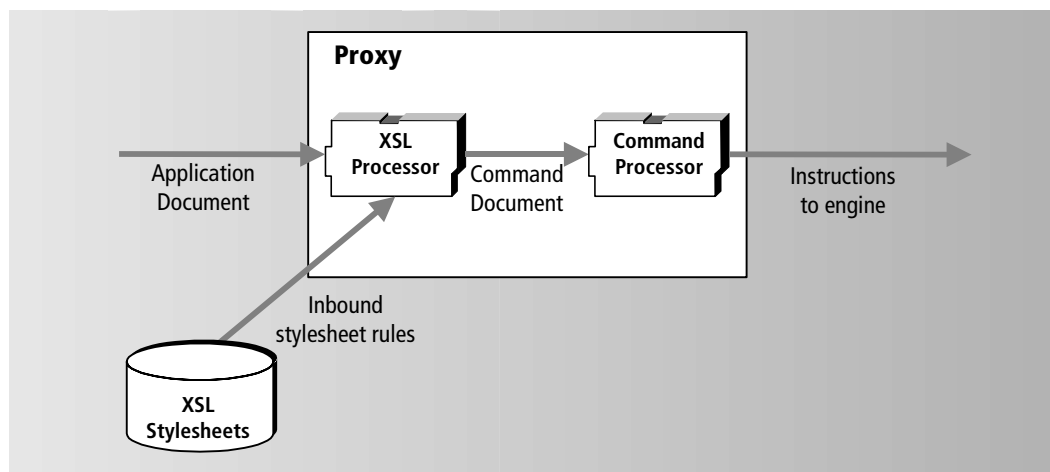 Proxy
XSL
Processor
Command
Processor
Application
Document
Command
Document
Instructions
to engine
Inbound
stylesheet rules
XSL
Stylesheets